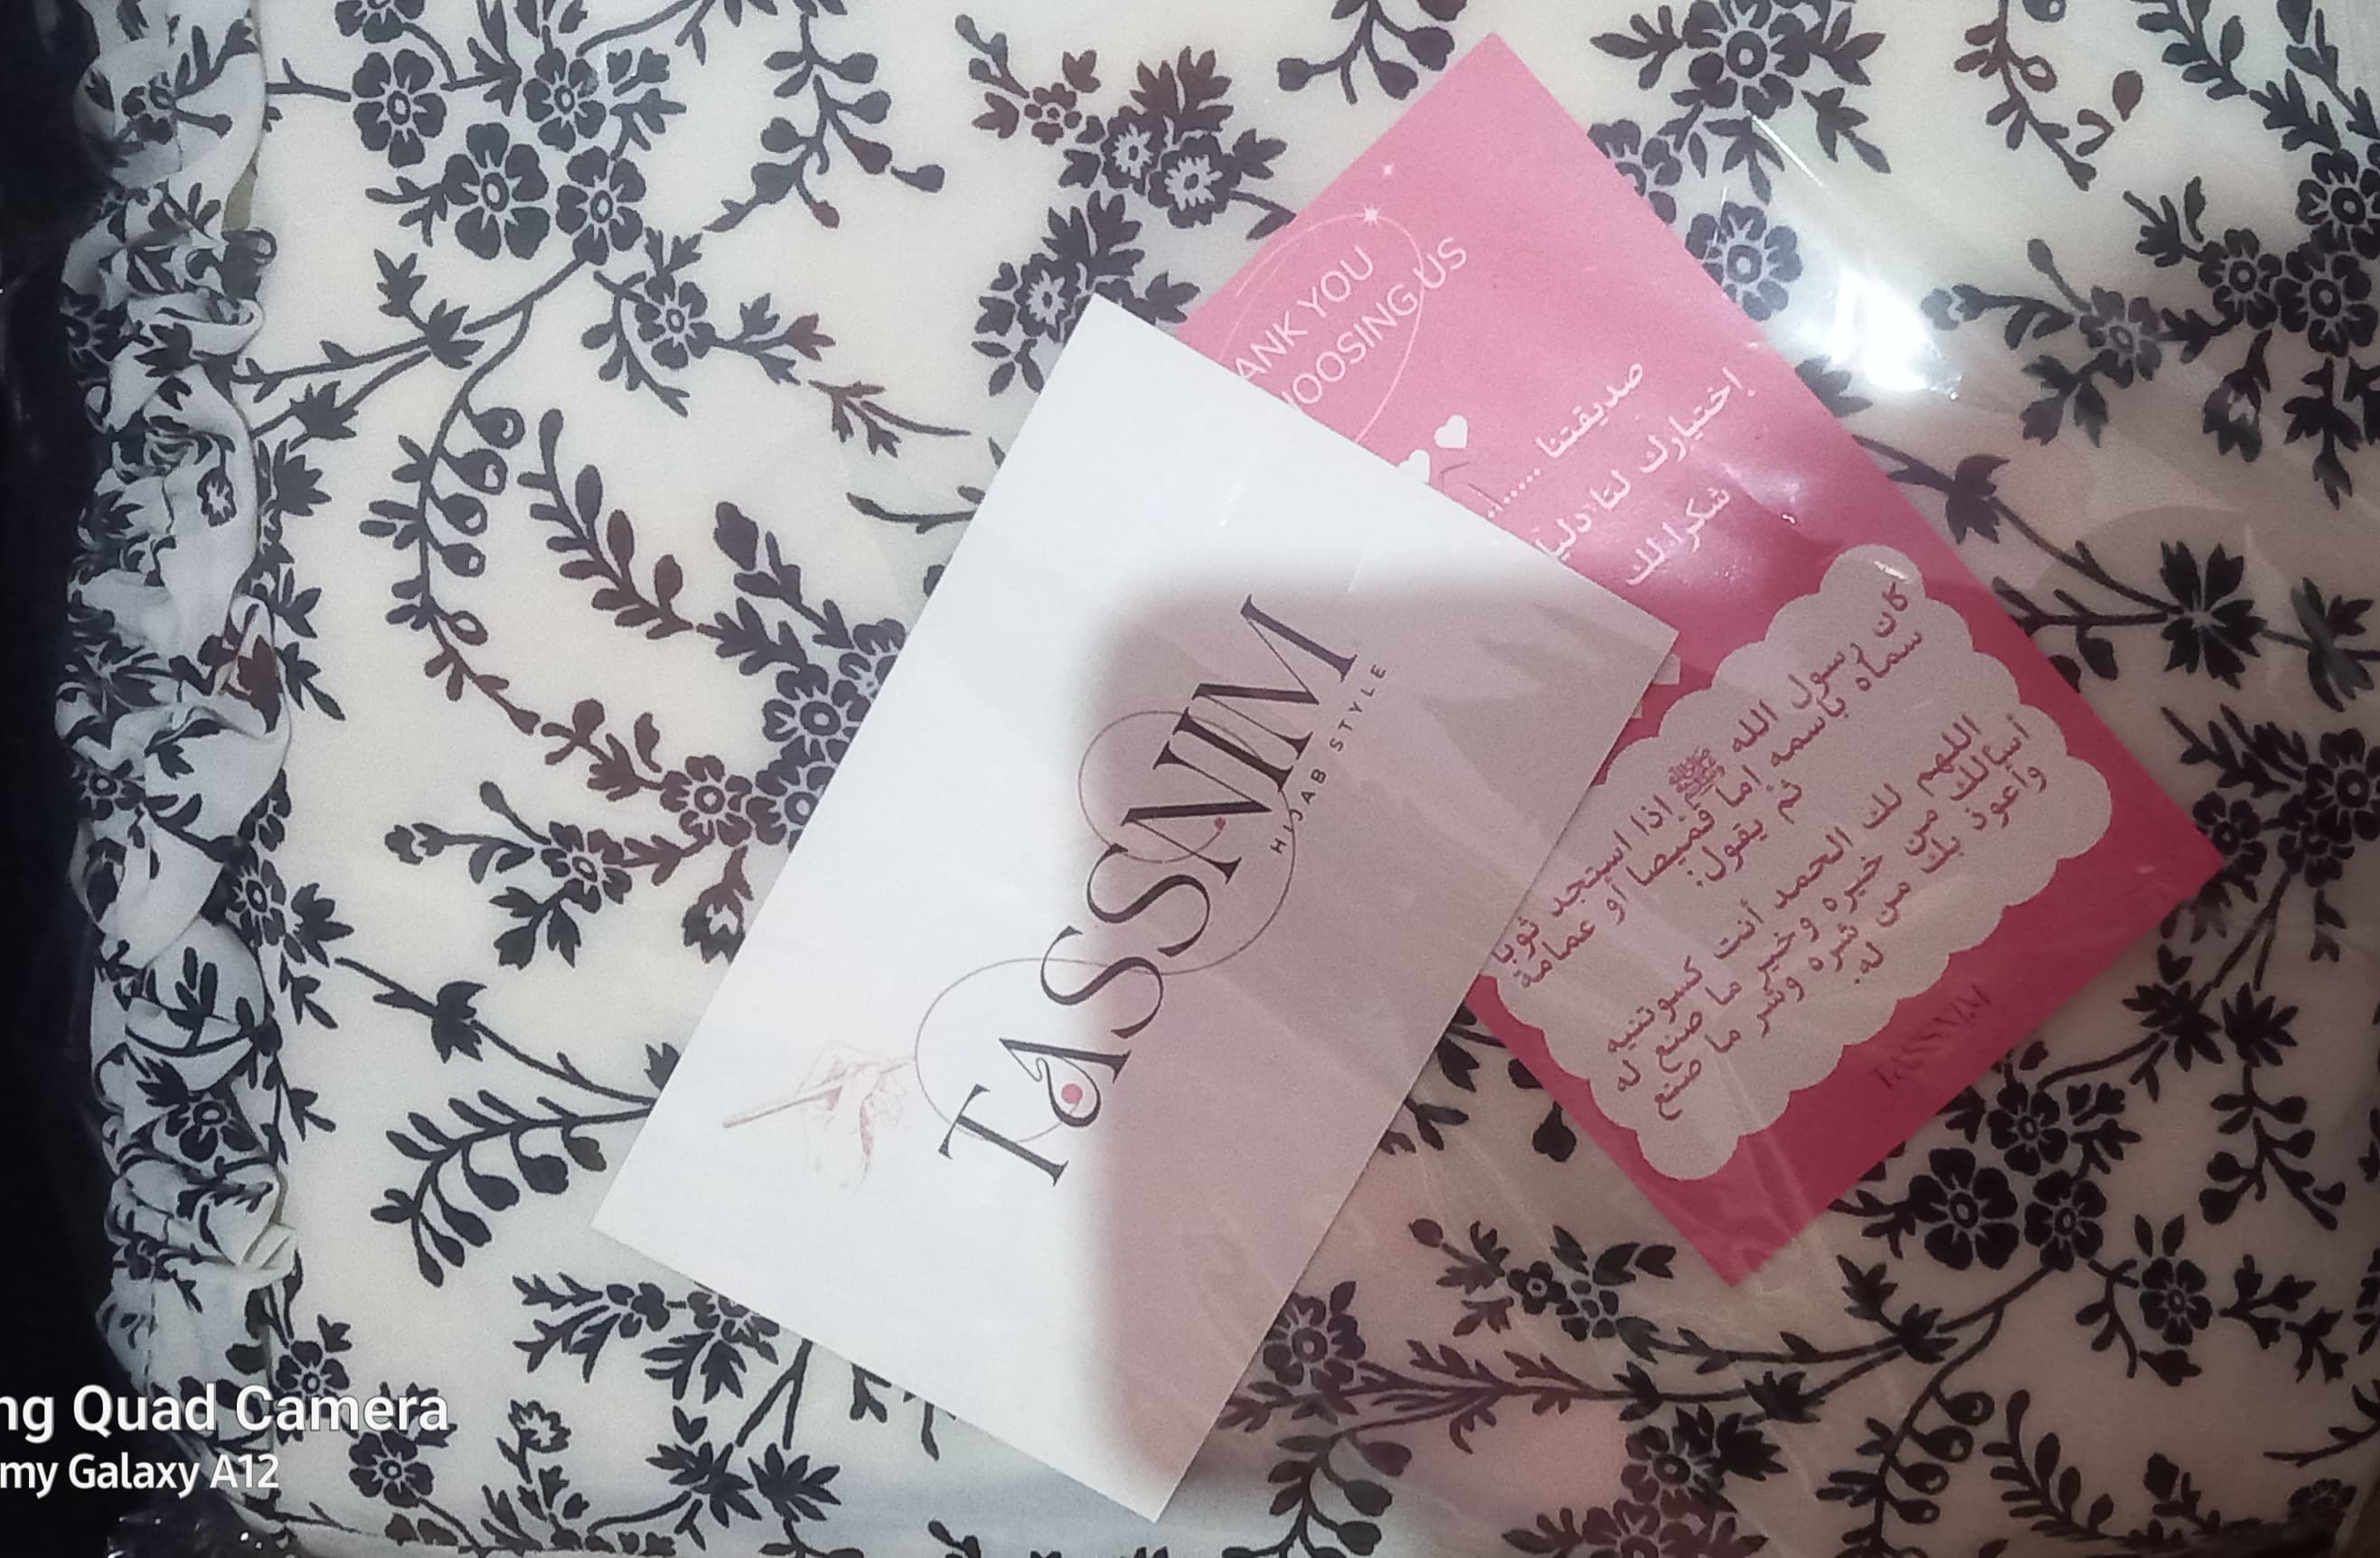 TASSNIM
HIJAB STYLE
ANK YOU
OOSING US
صديقتنا ......
إختيارك لنا
شكرا لك
كان رسول الله ﷺ اذا استجد ثوبا
سماه باسمه اما قميصا أو عمامة
ثم يقول:
اللهم لك الحمد أنت كسوتنيه
أسألك من خيره وخير ما صنع له
وأعوذ بك من شره وشر ما صنع
له.
TASSNIM
ng Quad Camera
my Galaxy A12